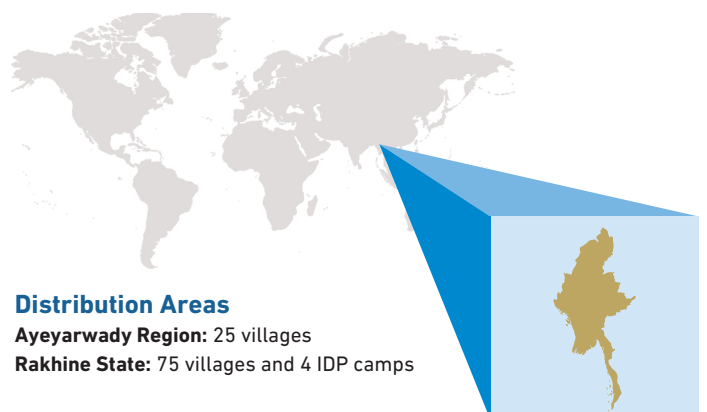 Distribution Areas
Ayeyarwady Region: 25 villages
Rakhine State: 75 villages and 4 IDP camps